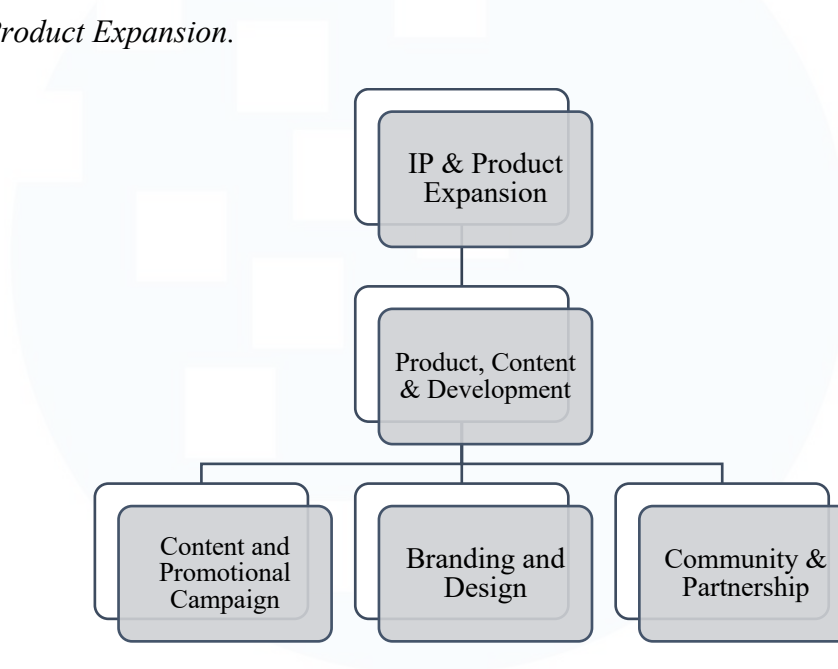 Product Expansion.
IP & Product
Expansion
Product, Content
& Development
Content and
Promotional
Campaign
Branding and
Design
Community &
Partnership